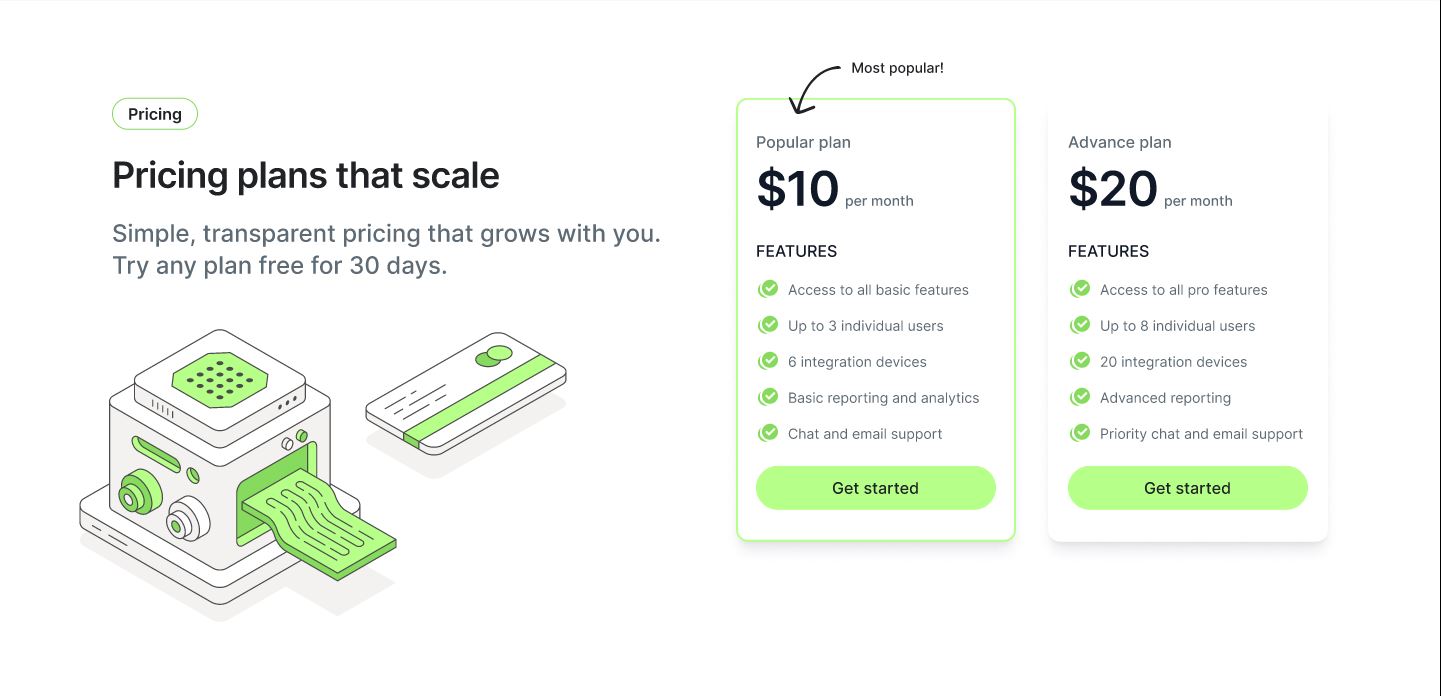 Pricing
Pricing plans that scale
Simple, transparent pricing that grows with you.
Try any plan free for 30 days.
Most popular!
Popular plan
$10 per month
FEATURES
Access to all basic features
Up to 3 individual users
6 integration devices
Basic reporting and analytics
Chat and email support
Get started
Advance plan
$20 per month
FEATURES
Access to all pro features
Up to 8 individual users
20 integration devices
Advanced reporting
Priority chat and email support
Get started